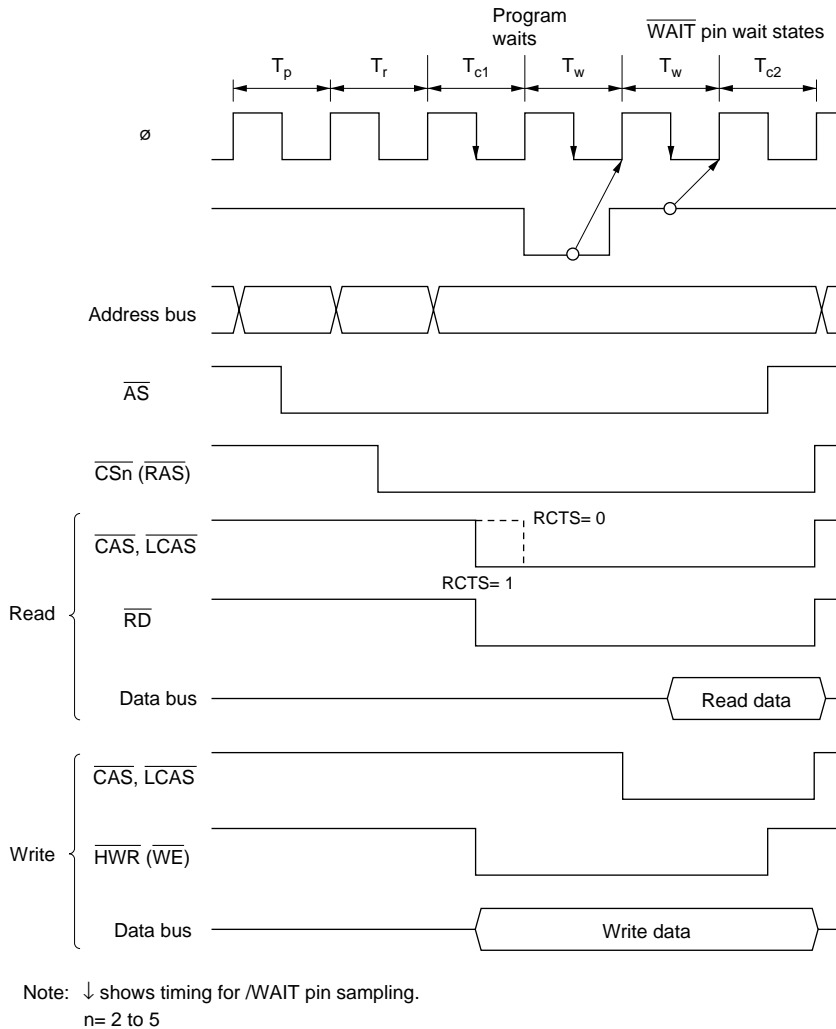 Program
waits
WAIT pin wait states
Tp Tr Tc1 Tw Tw Tc2
ø
Address bus
AS
CSn (RAS)
RCTS= 0
CAS, LCAS
RCTS= 1
Read
RD
Data bus Read data
CAS, LCAS
Write
HWR (WE)
Data bus Write data
Note: ↓ shows timing for /WAIT pin sampling.
n= 2 to 5